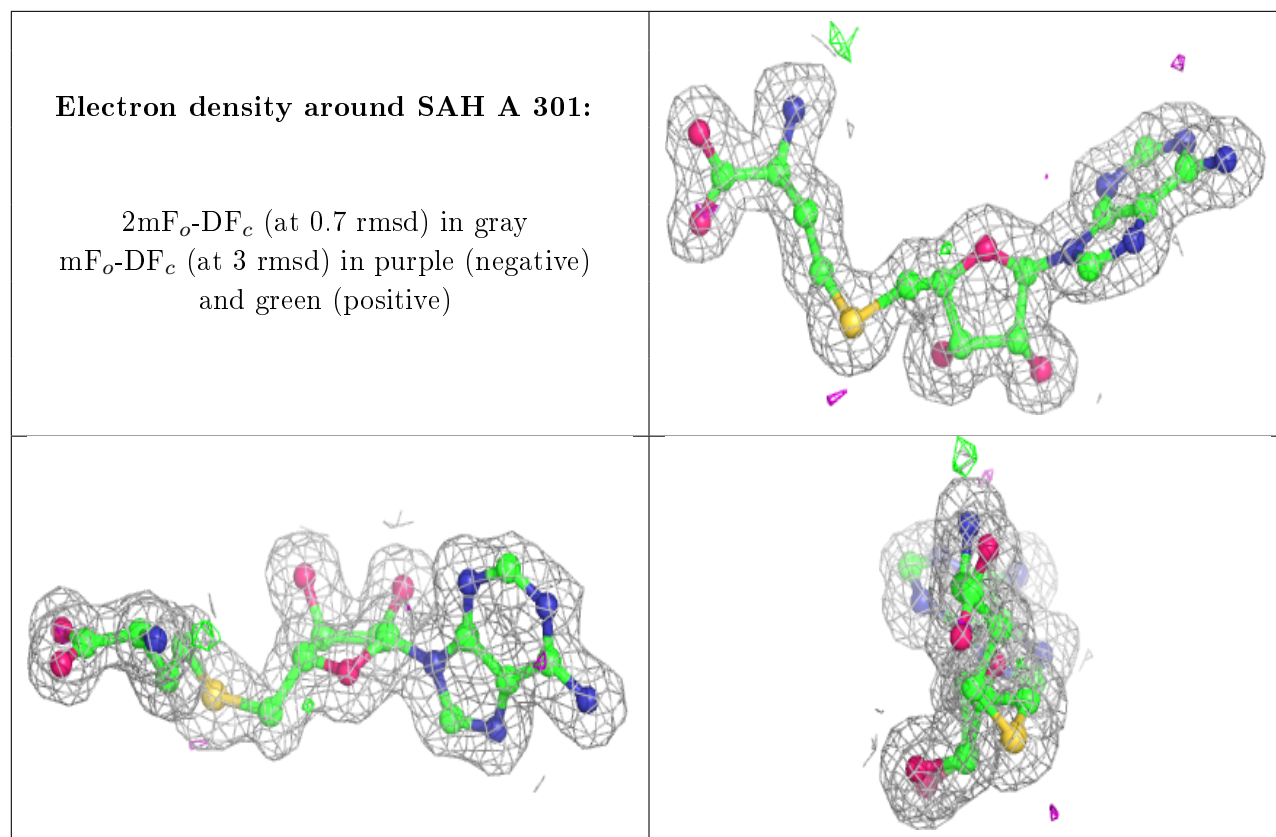 Electron density around SAH A 301:
2mFₒ-DF𝒸 (at 0.7 rmsd) in gray
mFₒ-DF𝒸 (at 3 rmsd) in purple (negative)
and green (positive)